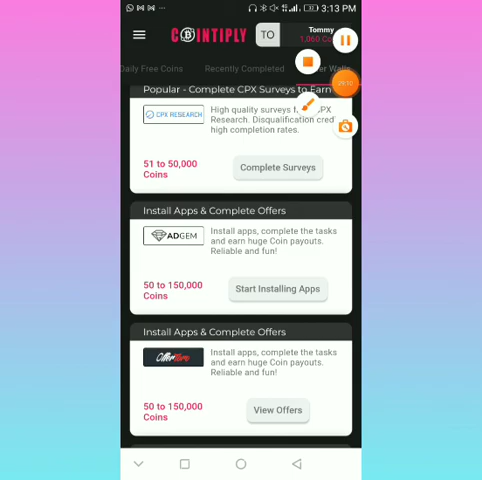 3:13 PM
COINTIPLY
TO
Tommy
Daily Free Coins
Recently Completed
Popular - Complete CPX Surveys to Earn
CPX RESEARCH
High quality surveys
Research. Disqualification
high completion rates.
51 to 50,000
Coins
Complete Surveys
Install Apps & Complete Offers
ADGEM
Install apps, complete the tasks
and earn huge Coin payouts.
Reliable and fun!
50 to 150,000
Coins
Start Installing Apps
Install Apps & Complete Offers
Install apps, complete the tasks
and earn huge Coin payouts.
Reliable and fun!
50 to 150,000
Coins
View Offers